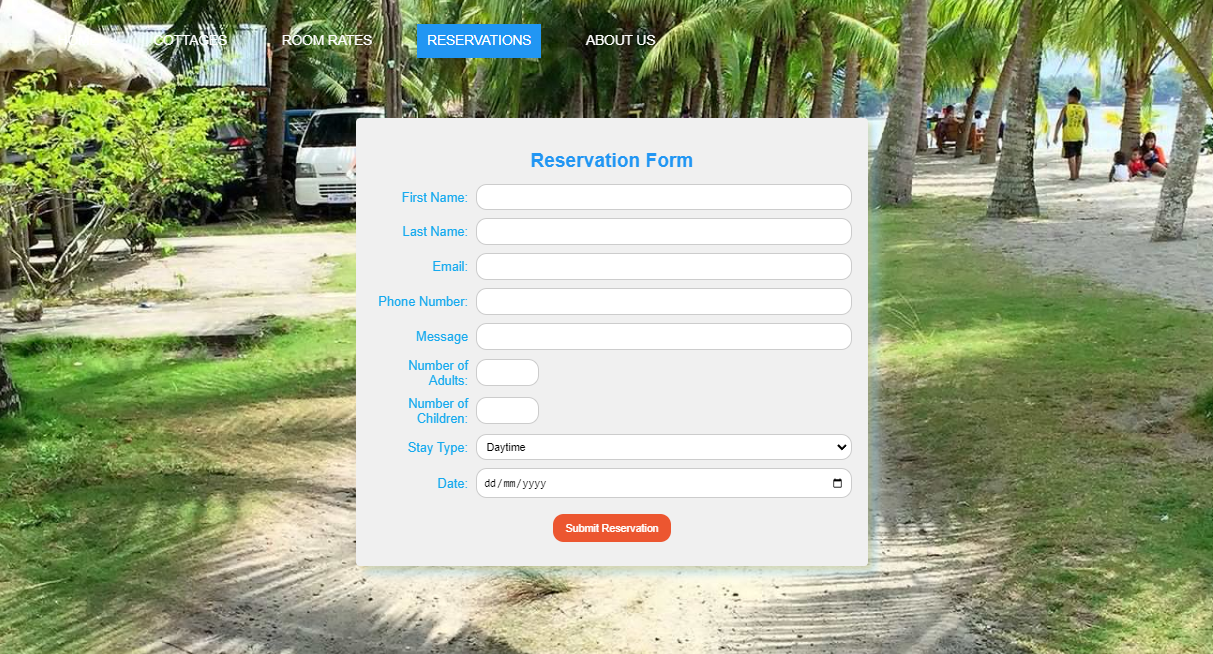 COTTAGES ROOM RATES RESERVATIONS ABOUT US
Reservation Form
First Name:
Last Name:
Email:
Phone Number:
Message
Number of
Adults:
Number of
Children:
Stay Type: Daytime
Date: dd/mm/yyyy
Submit Reservation